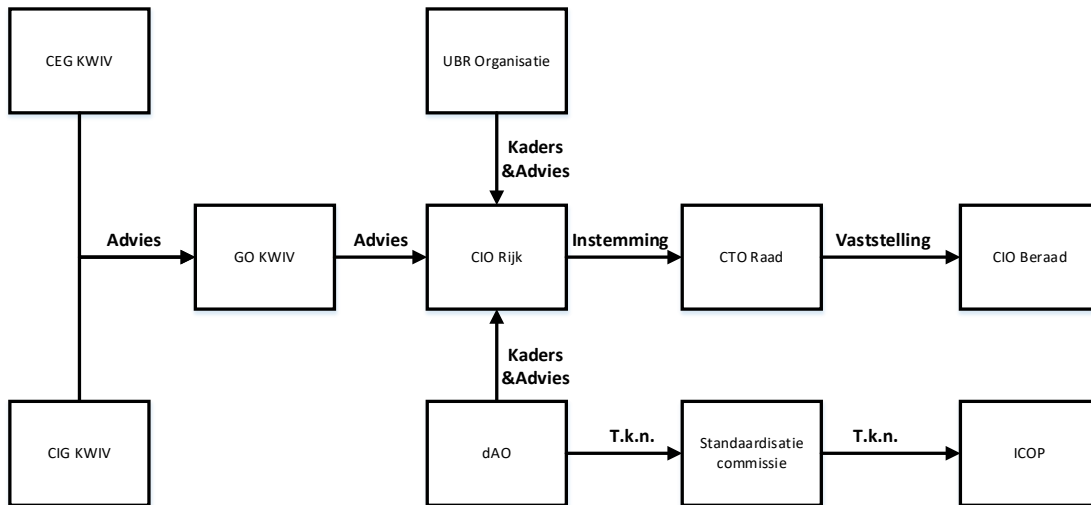 CEG KWIV
UBR Organisatie
Kaders
&Advies
Advies
GO KWIV
Advies
CIO Rijk
Instemming
CTO Raad
Vaststelling
CIO Beraad
Kaders
&Advies
CIG KWIV
dAO
T.k.n.
Standaardisatie
commissie
T.k.n.
ICOP